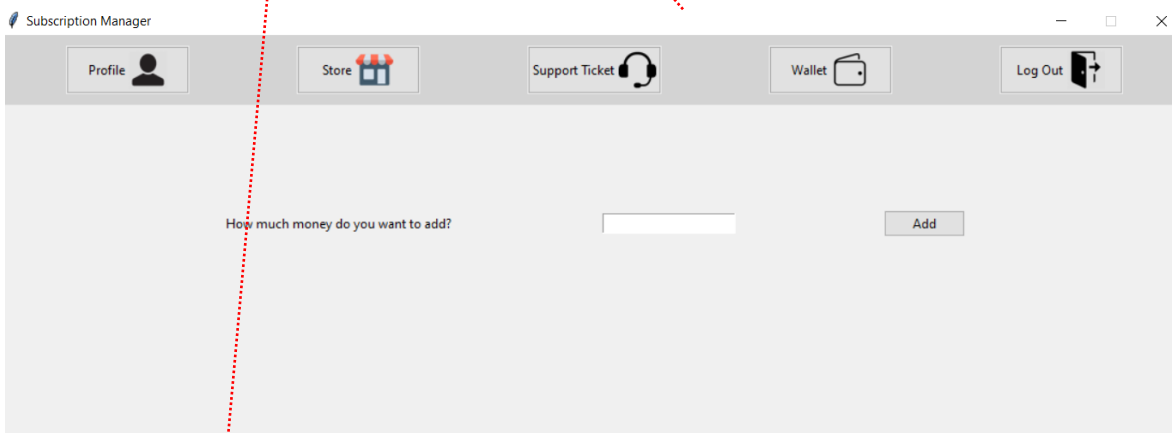 Subscription Manager
Profile
Store
Support Ticket
Wallet
Log Out
How much money do you want to add?
Add